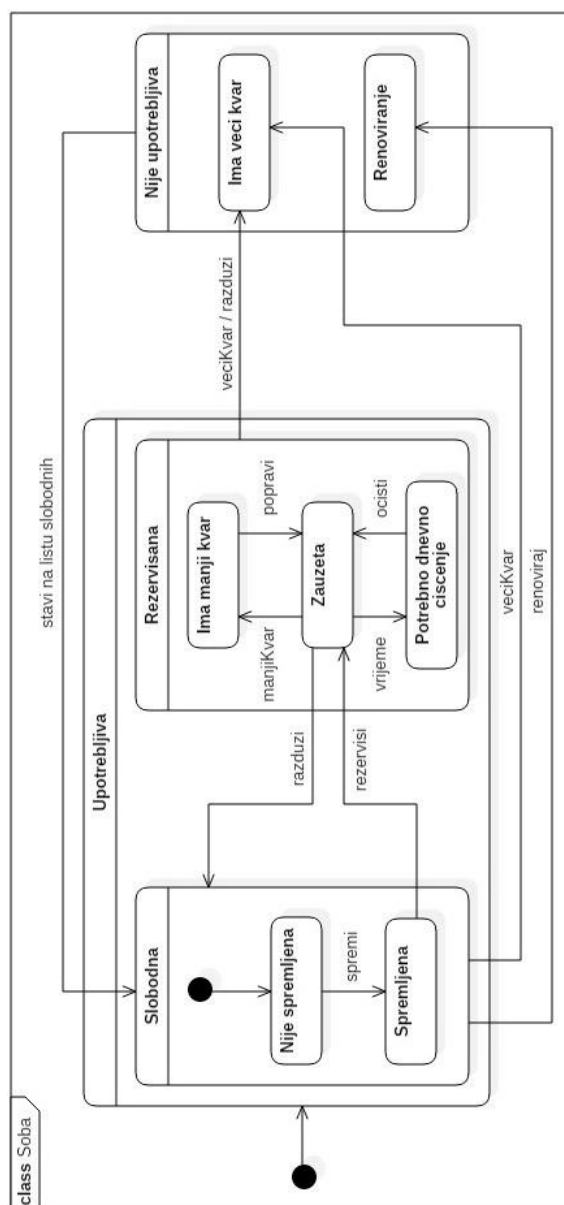 class Soba
stavi na listu slobodnih
Upotrebljiva
Slobodna
Nije spremljena
spremi
Spremljena
razduzi
rezervisi
Rezervisana
Ima manji kvar
manjiKvar
popravi
Zauzeta
vrijeme
ocisti
Potrebno dnevno
ciscenje
veciKvar / razduzi
veciKvar
renoviraj
Nije upotrebljiva
Ima veci kvar
Renoviranje